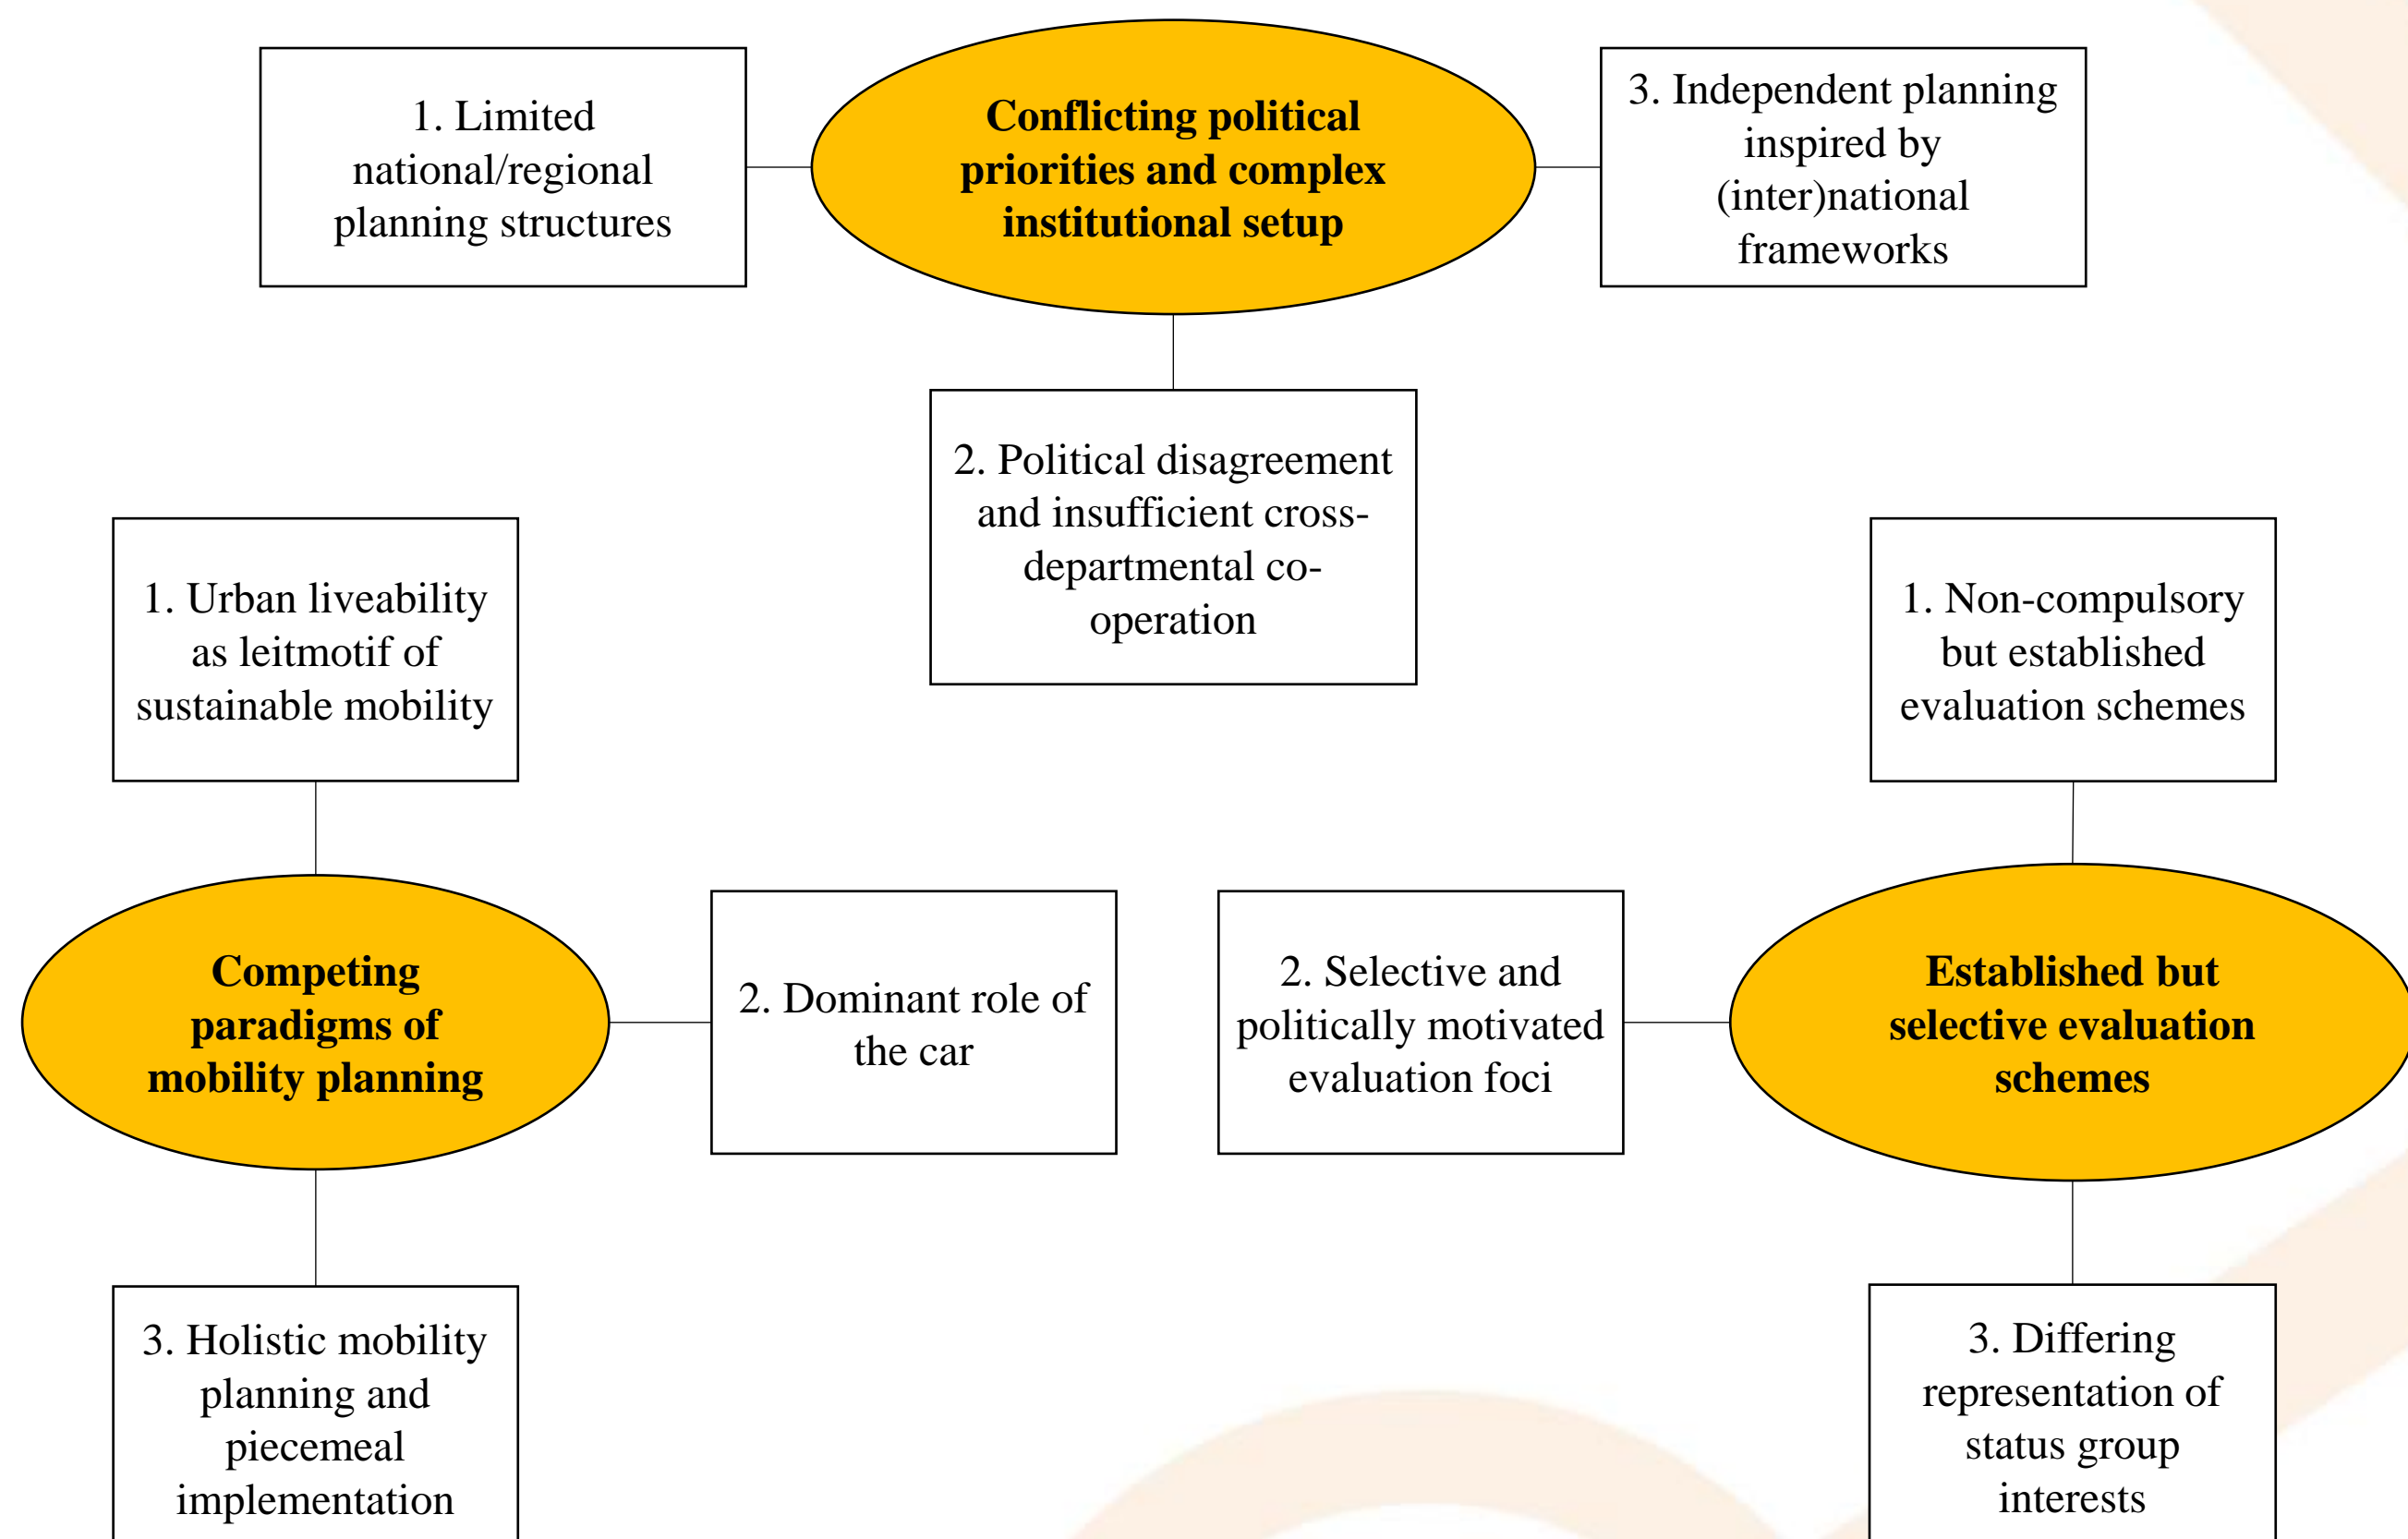 1. Limited
national/regional
planning structures
Conflicting political
priorities and complex
institutional setup
3. Independent planning
inspired by
(inter)national
frameworks
2. Political disagreement
and insufficient cross-
departmental co-
operation
1. Urban liveability
as leitmotif of
sustainable mobility
1. Non-compulsory
but established
evaluation schemes
Competing
paradigms of
mobility planning
2. Dominant role of
the car
2. Selective and
politically motivated
evaluation foci
Established but
selective evaluation
schemes
3. Holistic mobility
planning and
piecemeal
implementation
3. Differing
representation of
status group
interests